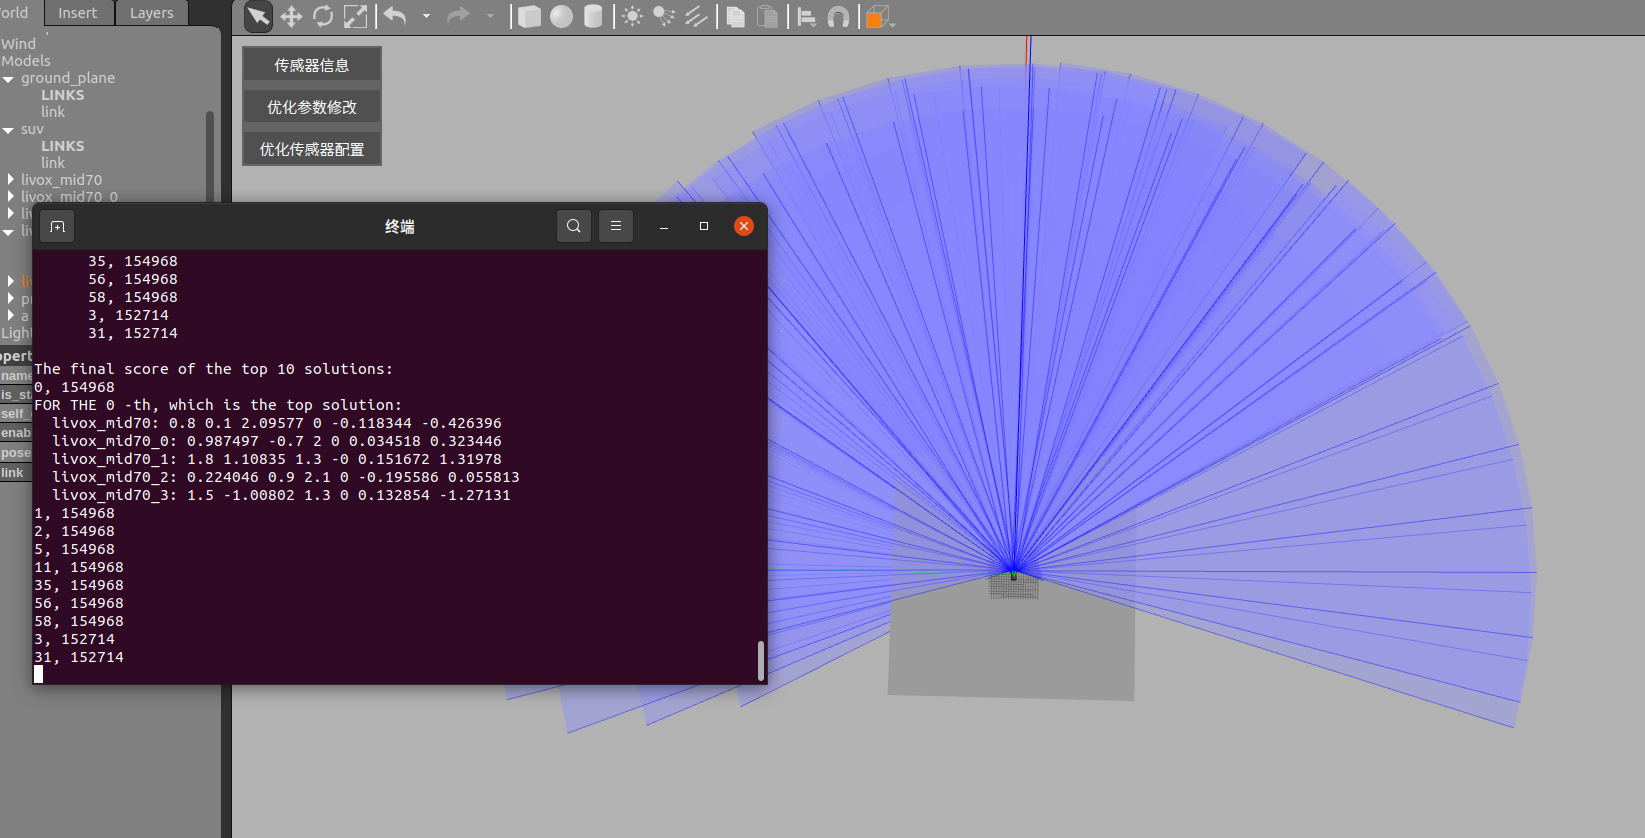 orld Insert Layers
Wind
Models
ground_plane
LINKS
link
suv
LINKS
link
livox_mid70
livox_mid70_0
传感器信息
优化参数修改
优化传感器配置
终端
35, 154968
56, 154968
58, 154968
3, 152714
31, 152714
The final score of the top 10 solutions:
0, 154968
FOR THE 0 -th, which is the top solution:
livox_mid70: 0.8 0.1 2.09577 0 -0.118344 -0.426396
livox_mid70_0: 0.987497 -0.7 2 0 0.034518 0.323446
livox_mid70_1: 1.8 1.10835 1.3 -0 0.151672 1.31978
livox_mid70_2: 0.224046 0.9 2.1 0 -0.195586 0.055813
livox_mid70_3: 1.5 -1.00802 1.3 0 0.132854 -1.27131
1, 154968
2, 154968
5, 154968
11, 154968
35, 154968
56, 154968
58, 154968
3, 152714
31, 152714
li
li
li
p
a
Ligh
opert
name
is_sta
self_
enab
pose
link